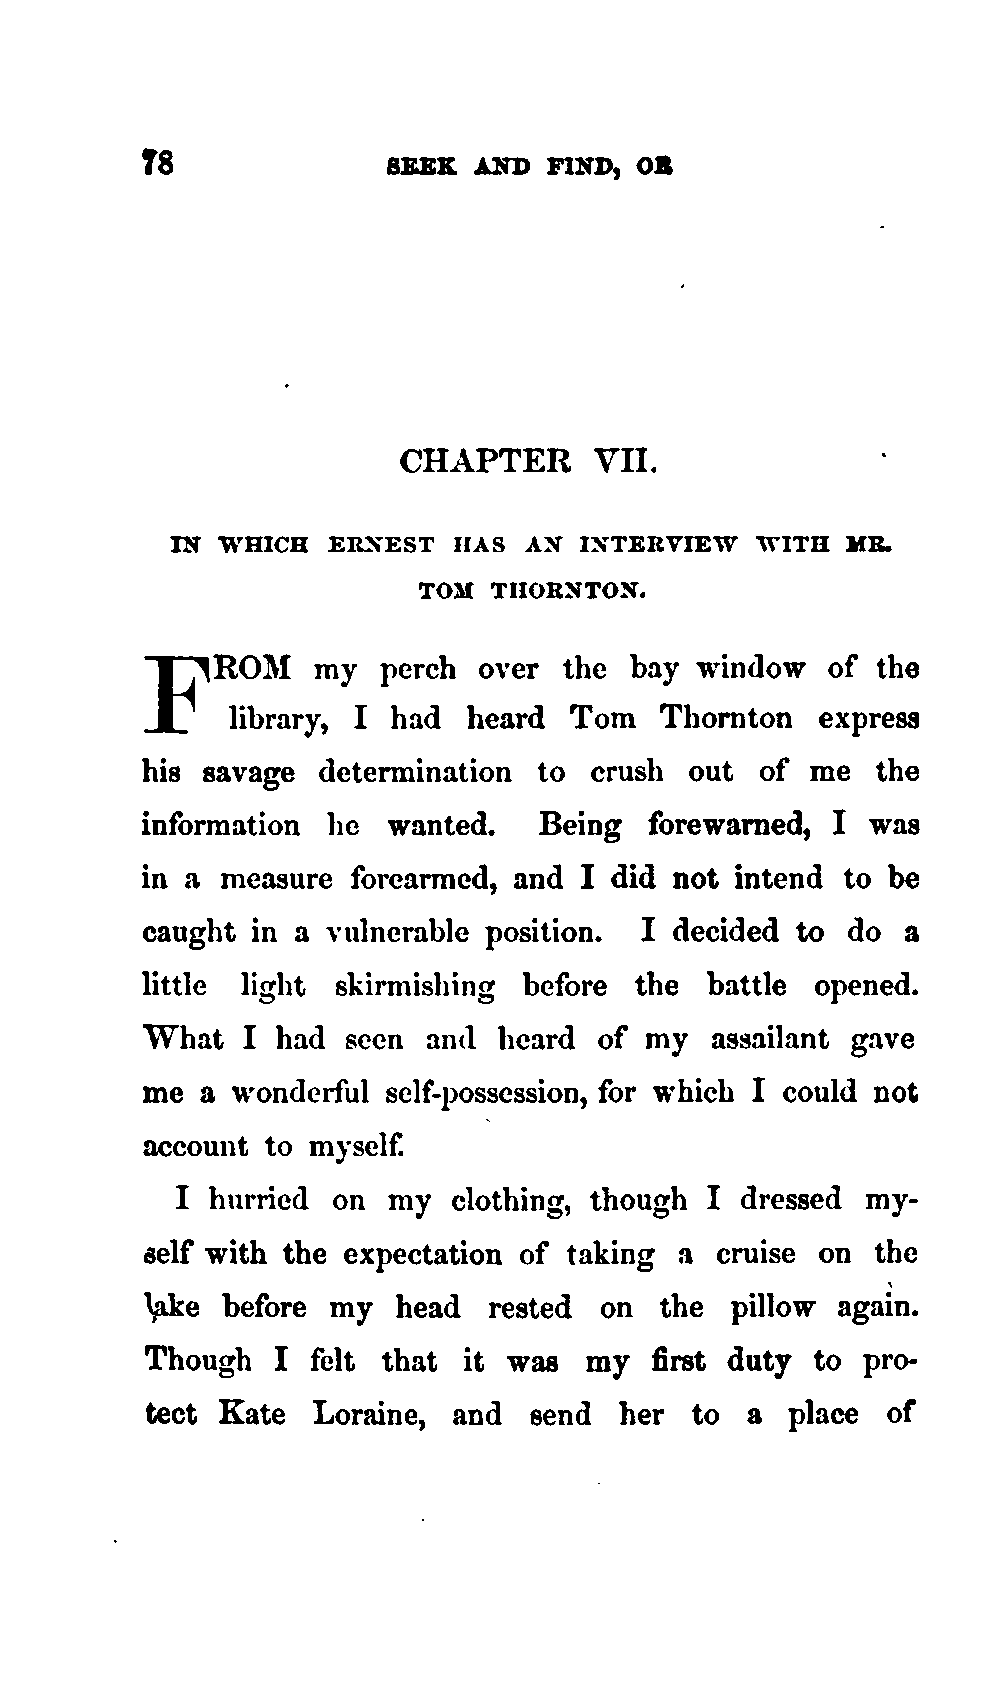 78 SEEK AND FIND, OR
CHAPTER VII.
IN WHICH ERNEST HAS AN INTERVIEW WITH MR.
TOM THORNTON.
FROM my perch over the bay window of the
library, I had heard Tom Thornton express
his savage determination to crush out of me the
information he wanted. Being forewarned, I was
in a measure forearmed, and I did not intend to be
caught in a vulnerable position. I decided to do a
little light skirmishing before the battle opened.
What I had seen and heard of my assailant gave
me a wonderful self-possession, for which I could not
account to myself.
I hurried on my clothing, though I dressed my-
self with the expectation of taking a cruise on the
lake before my head rested on the pillow again.
Though I felt that it was my first duty to pro-
tect Kate Loraine, and send her to a place of